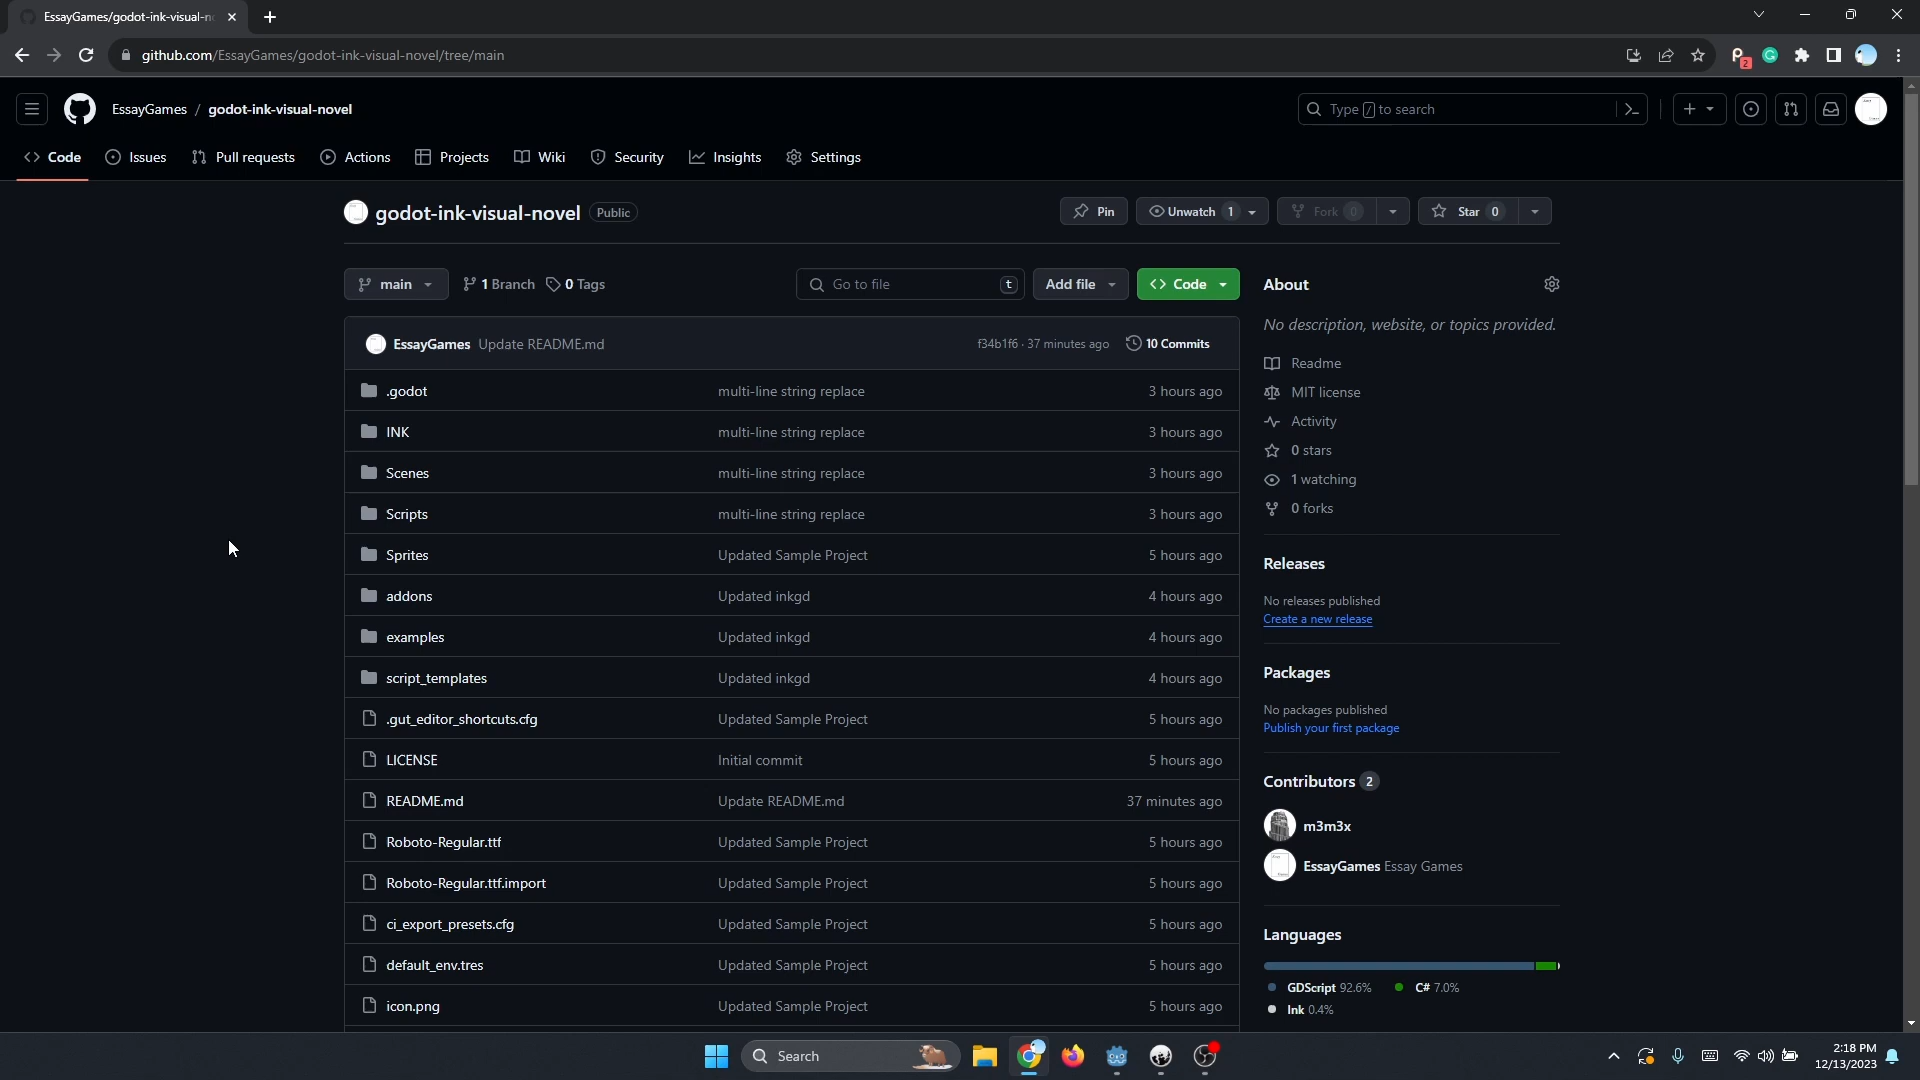 EssayGames/godot-ink-visual-n
github.com/EssayGames/godot-ink-visual-novel/tree/main
2
EssayGames / godot-ink-visual-novel
Type / to search
Code Issues Pull requests Actions Projects Wiki Security Insights Settings
godot-ink-visual-novel Public
Pin Unwatch 1 Fork 0 Star 0
main 1 Branch 0 Tags Go to file t Add file Code
EssayGames Update README.md f34b1f6 · 37 minutes ago 10 Commits
.godot multi-line string replace 3 hours ago
INK multi-line string replace 3 hours ago
Scenes multi-line string replace 3 hours ago
Scripts multi-line string replace 3 hours ago
Sprites Updated Sample Project 5 hours ago
addons Updated inkgd 4 hours ago
examples Updated inkgd 4 hours ago
script_templates Updated inkgd 4 hours ago
.gut_editor_shortcuts.cfg Updated Sample Project 5 hours ago
LICENSE Initial commit 5 hours ago
README.md Update README.md 37 minutes ago
Roboto-Regular.ttf Updated Sample Project 5 hours ago
Roboto-Regular.ttf.import Updated Sample Project 5 hours ago
ci_export_presets.cfg Updated Sample Project 5 hours ago
default_env.tres Updated Sample Project 5 hours ago
icon.png Updated Sample Project 5 hours ago
About
No description, website, or topics provided.
Readme
MIT license
Activity
0 stars
1 watching
0 forks
Releases
No releases published
Create a new release
Packages
No packages published
Publish your first package
Contributors 2
m3m3x
EssayGames Essay Games
Languages
GDScript 92.6% C# 7.0%
Ink 0.4%
Search
2:18 PM
12/13/2023